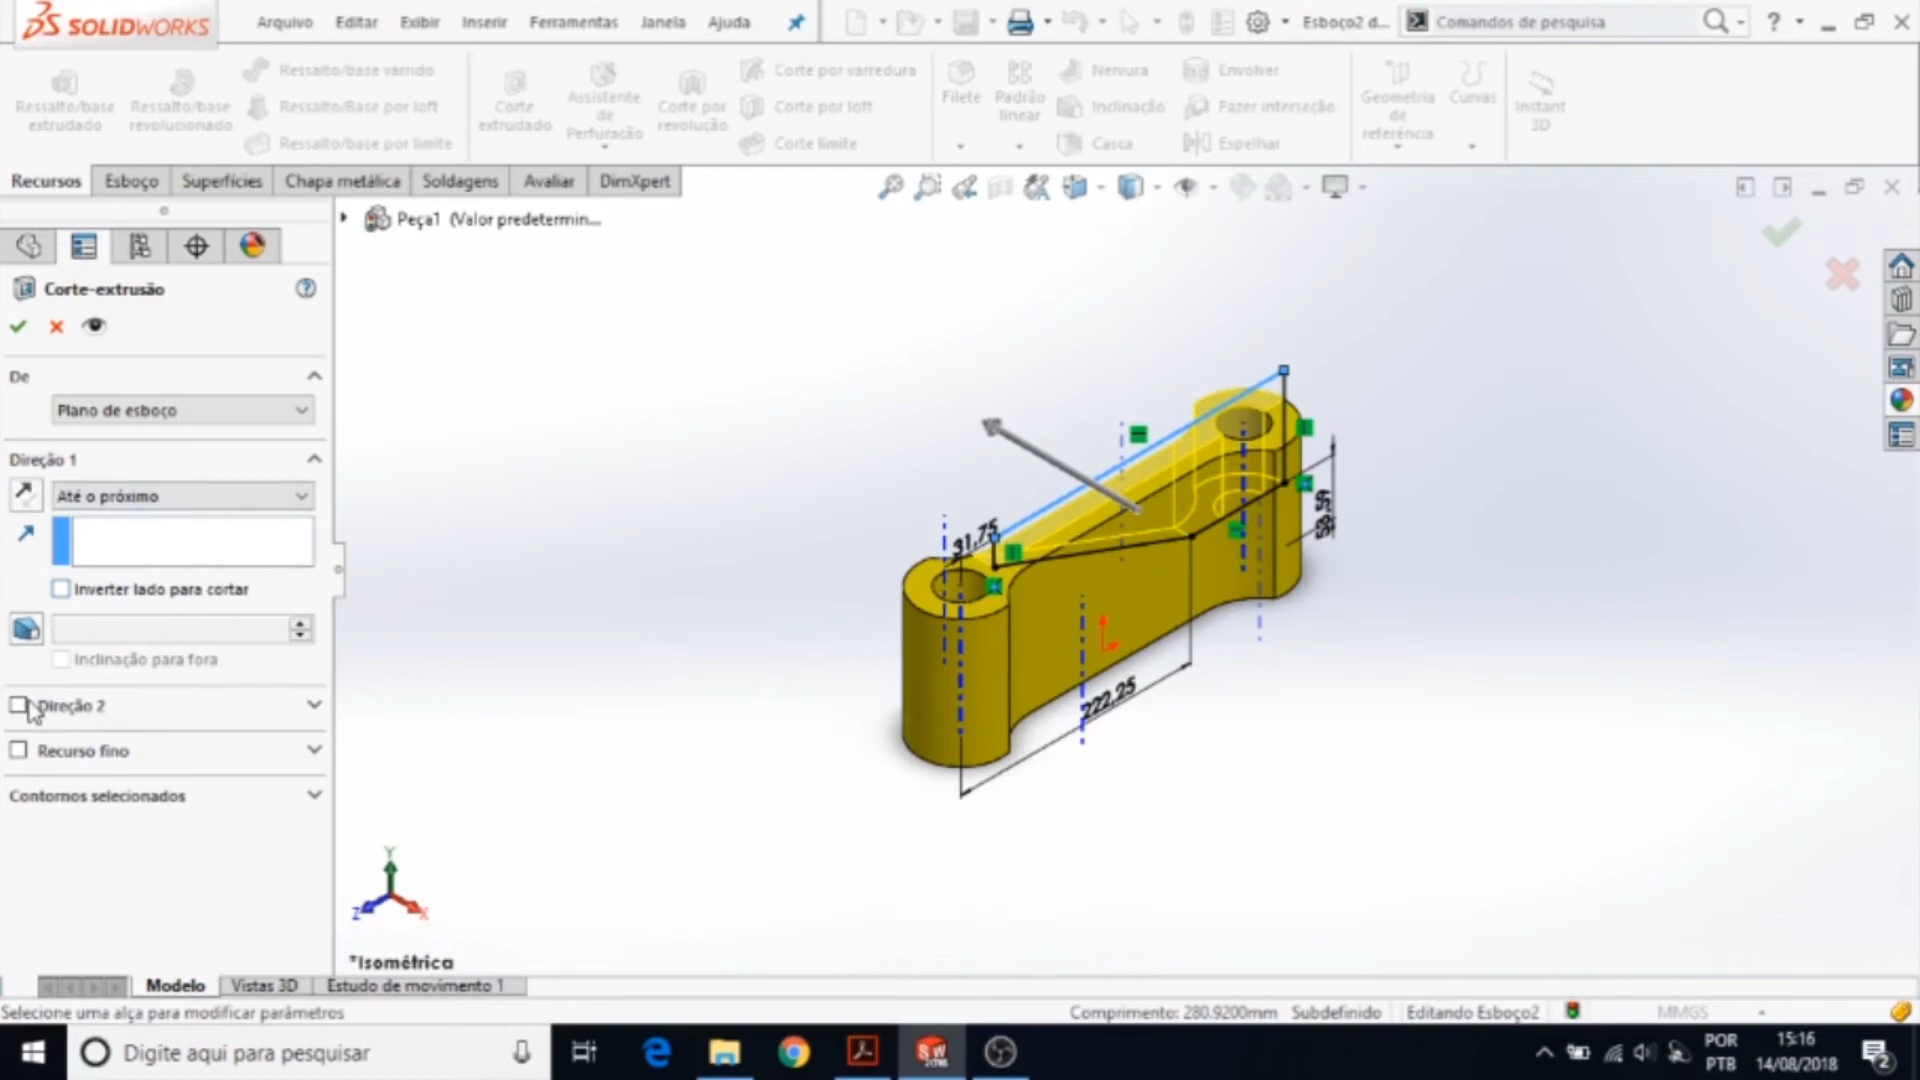 SOLIDWORKS
Arquivo Editar Exibir Inserir Ferramentas Janela Ajuda
Esboço2 d...
Comandos de pesquisa
Ressalto/base extrudado
Ressalto/base revolucionado
Ressalto/base varrido
Ressalto/Base por loft
Ressalto/base por limite
Corte extrudado
Assistente de Perfuração
Corte por revolução
Corte por varredura
Corte por loft
Corte limite
Filete
Padrão linear
Nervura
Inclinação
Casca
Envolver
Fazer interseção
Espelhar
Geometria de referência
Curvas
Instant 3D
Recursos Esboço Superfícies Chapa metálica Soldagens Avaliar DimXpert
Peça1 (Valor predetermin...
Corte-extrusão
De
Plano de esboço
Direção 1
Até o próximo
Inverter lado para cortar
Inclinação para fora
Direção 2
Recurso fino
Contornos selecionados
31,75
222,25
Y
Z
X
*Isométrica
Modelo Vistas 3D Estudo de movimento 1
Selecione uma alça para modificar parâmetros
Comprimento: 280.9200mm Subdefinido Editando Esboço2 MMGS
Digite aqui para pesquisar
POR
PTB
15:16
14/08/2018
2